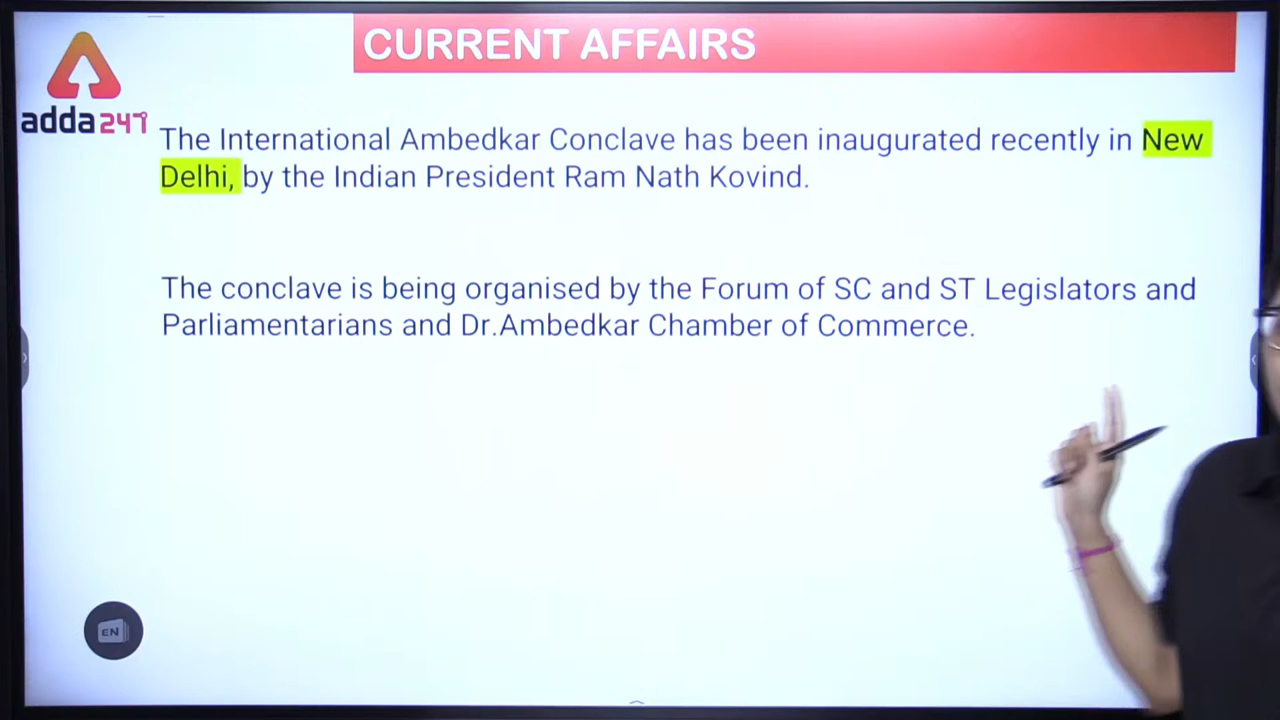 CURRENT AFFAIRS
adda247
The International Ambedkar Conclave has been inaugurated recently in New
Delhi, by the Indian President Ram Nath Kovind.
The conclave is being organised by the Forum of SC and ST Legislators and
Parliamentarians and Dr.Ambedkar Chamber of Commerce.
EN